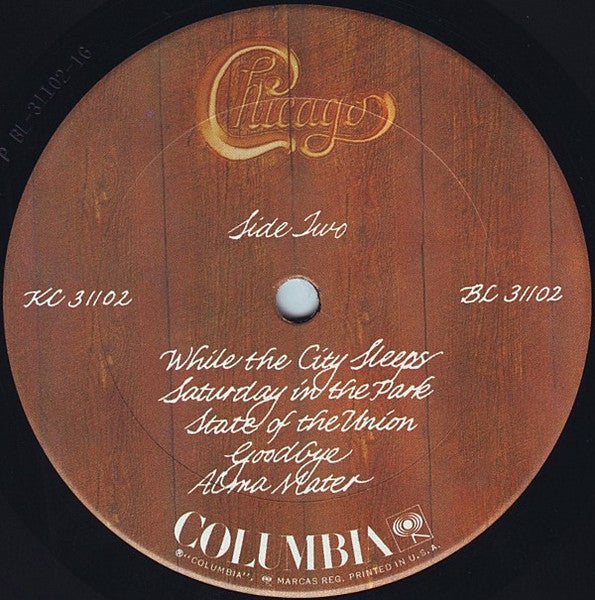 P BL-31102-1G
Chicago
Side Two
KC 31102
BL 31102
While the City Sleeps
Saturday in the Park
State of the Union
Goodbye
Alma Mater
COLUMBIA
® "COLUMBIA", MARCAS REG. PRINTED IN U.S.A.